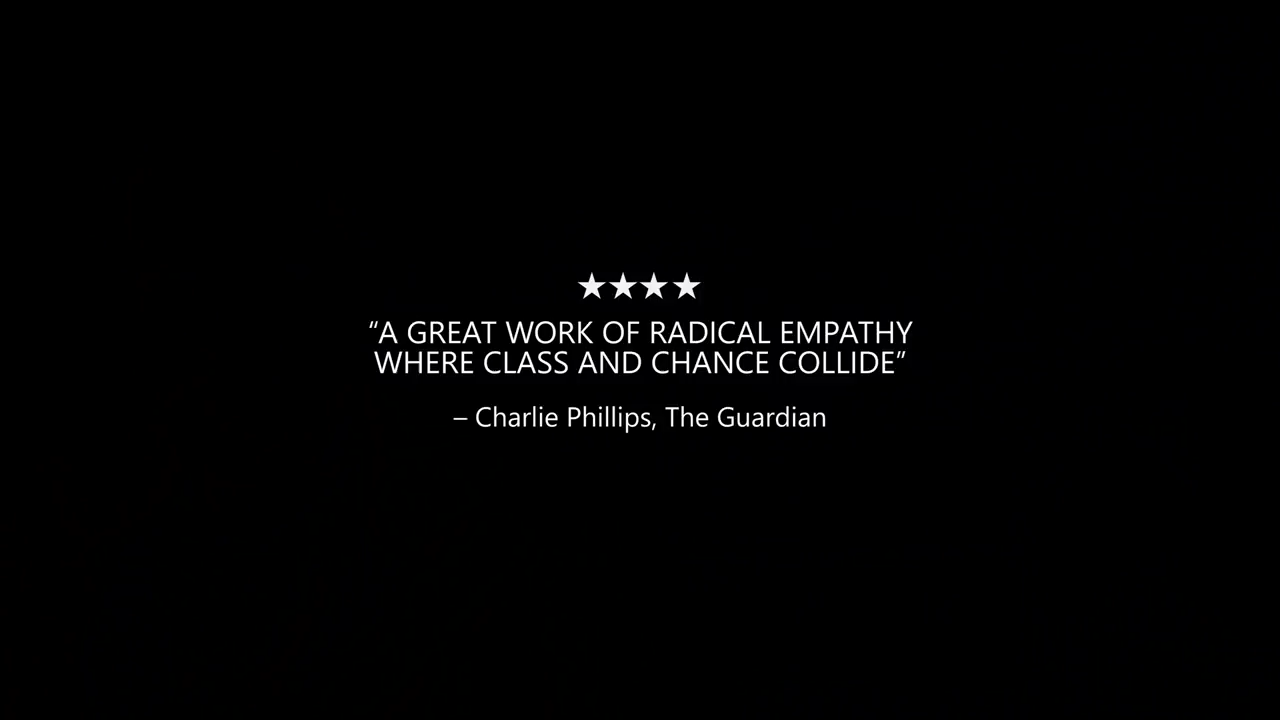 ★★★★
“A GREAT WORK OF RADICAL EMPATHY
WHERE CLASS AND CHANCE COLLIDE”
– Charlie Phillips, The Guardian